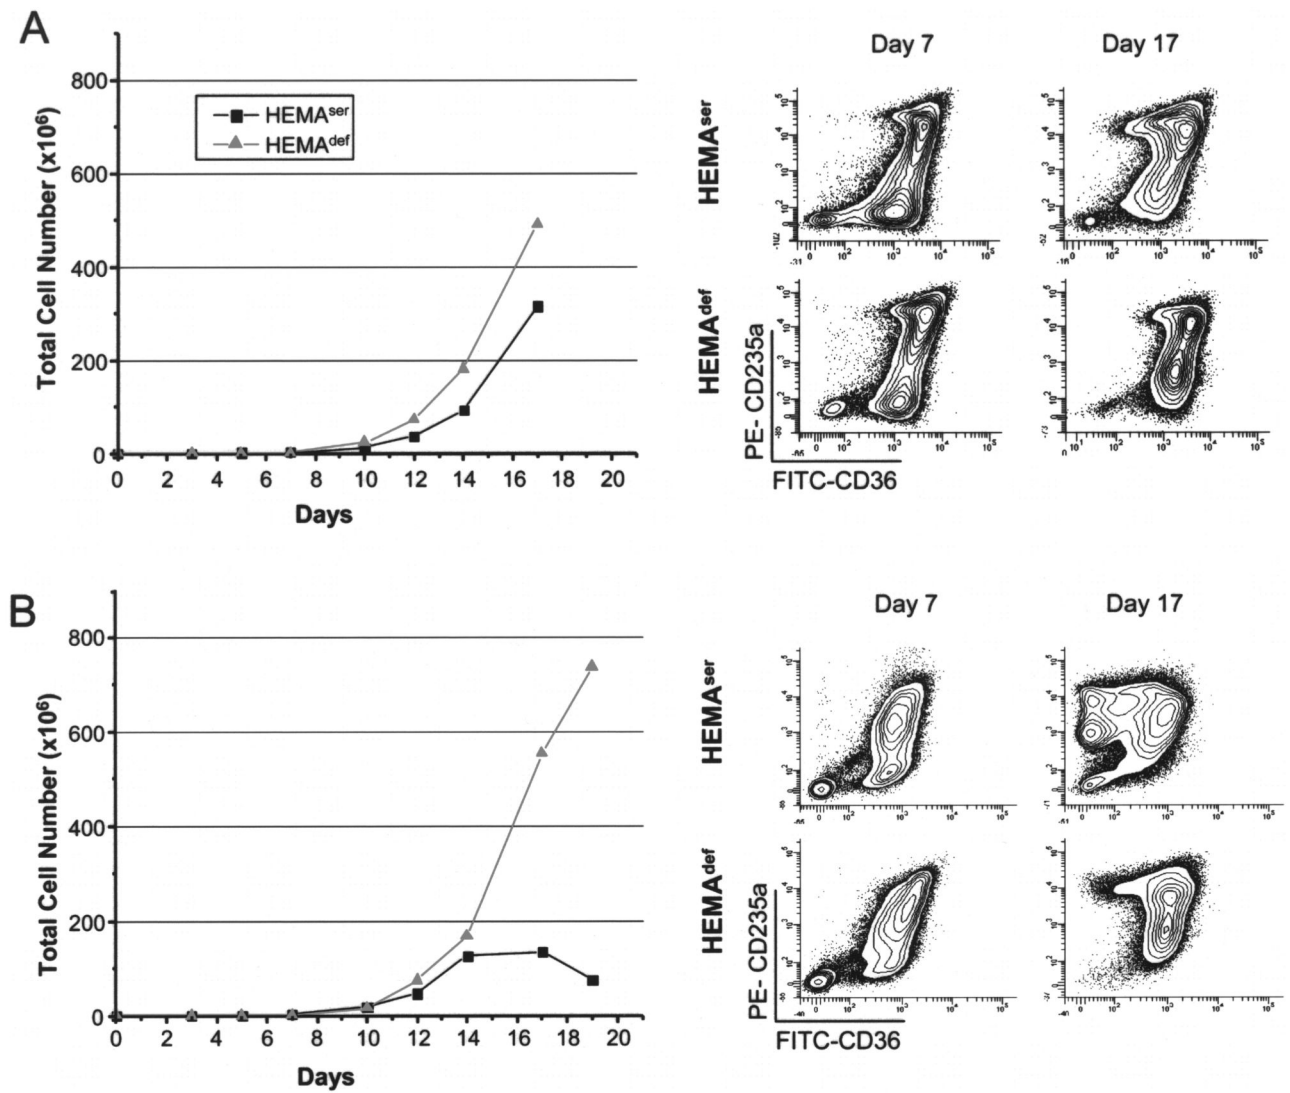 A
800
600
400
200
0
Total Cell Number (x10⁶)
HEMAˢᵉʳ
HEMAᵈᵉᶠ
0 2 4 6 8 10 12 14 16 18 20
Days
Day 7 Day 17
HEMAˢᵉʳ
HEMAᵈᵉᶠ
PE- CD235a
FITC-CD36
B
800
600
400
200
0
Total Cell Number (x10⁶)
0 2 4 6 8 10 12 14 16 18 20
Days
Day 7 Day 17
HEMAˢᵉʳ
HEMAᵈᵉᶠ
PE- CD235a
FITC-CD36